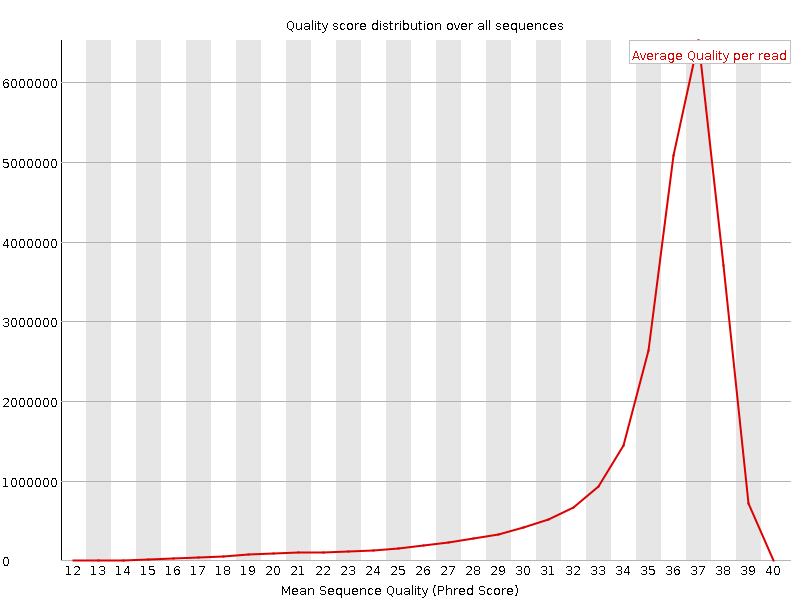 Quality score distribution over all sequences
Average Quality per read
6000000
5000000
4000000
3000000
2000000
1000000
0
12 13 14 15 16 17 18 19 20 21 22 23 24 25 26 27 28 29 30 31 32 33 34 35 36 37 38 39 40
Mean Sequence Quality (Phred Score)